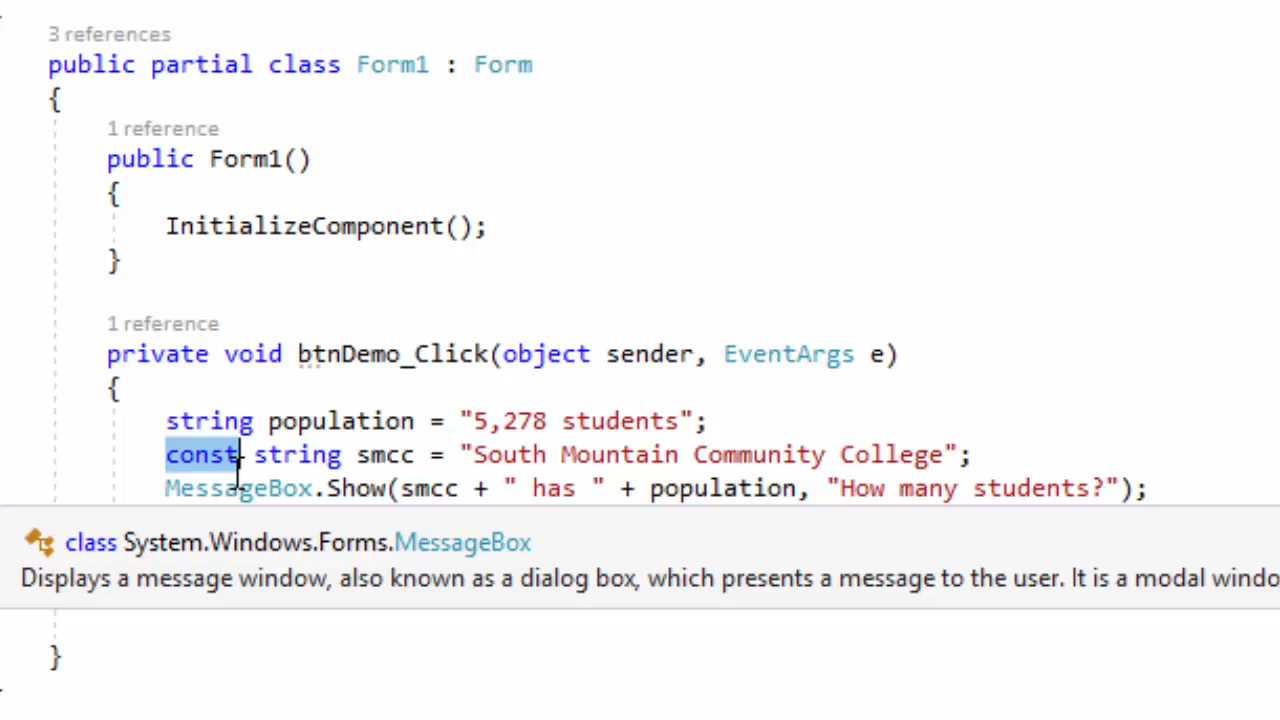 3 references
public partial class Form1 : Form
{
1 reference
public Form1()
{
InitializeComponent();
}
1 reference
private void btnDemo_Click(object sender, EventArgs e)
{
string population = "5,278 students";
const string smcc = "South Mountain Community College";
MessageBox.Show(smcc + " has " + population, "How many students?");
class System.Windows.Forms.MessageBox
Displays a message window, also known as a dialog box, which presents a message to the user. It is a modal windo
}